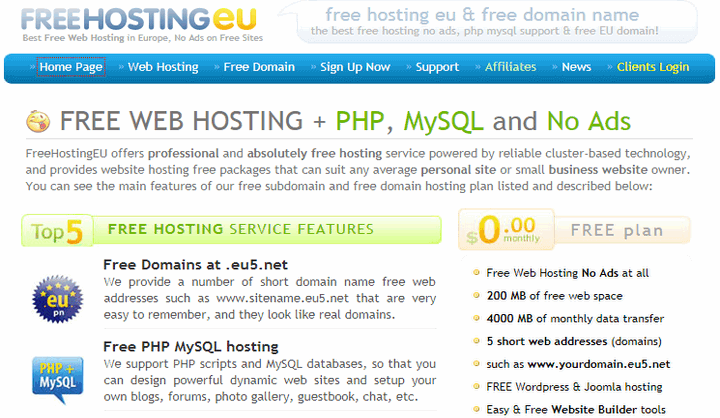 FREEHOSTINGEU
Best Free Web Hosting in Europe, No Ads on Free Sites
free hosting eu & free domain name
the best free hosting no ads, php mysql support & free EU domain!
» Home Page » Web Hosting » Free Domain » Sign Up Now » Support » Affiliates » News » Clients Login
FREE WEB HOSTING + PHP, MySQL and No Ads
FreeHostingEU offers professional and absolutely free hosting service powered by reliable cluster-based technology,
and provides website hosting free packages that can suit any average personal site or small business website owner.
You can see the main features of our free subdomain and free domain hosting plan listed and described below:
Top 5 FREE HOSTING SERVICE FEATURES
eu
pn
Free Domains at .eu5.net
We provide a number of short domain name free web
addresses such as www.sitename.eu5.net that are very
easy to remember, and they look like real domains.
PHP+
MySQL
Free PHP MySQL hosting
We support PHP scripts and MySQL databases, so that you
can design powerful dynamic web sites and setup your
own blogs, forums, photo gallery, guestbook, chat, etc.
$0.00 monthly FREE plan
Free Web Hosting No Ads at all
200 MB of free web space
4000 MB of monthly data transfer
5 short web addresses (domains)
such as www.yourdomain.eu5.net
FREE Wordpress & Joomla hosting
Easy & Free Website Builder tools